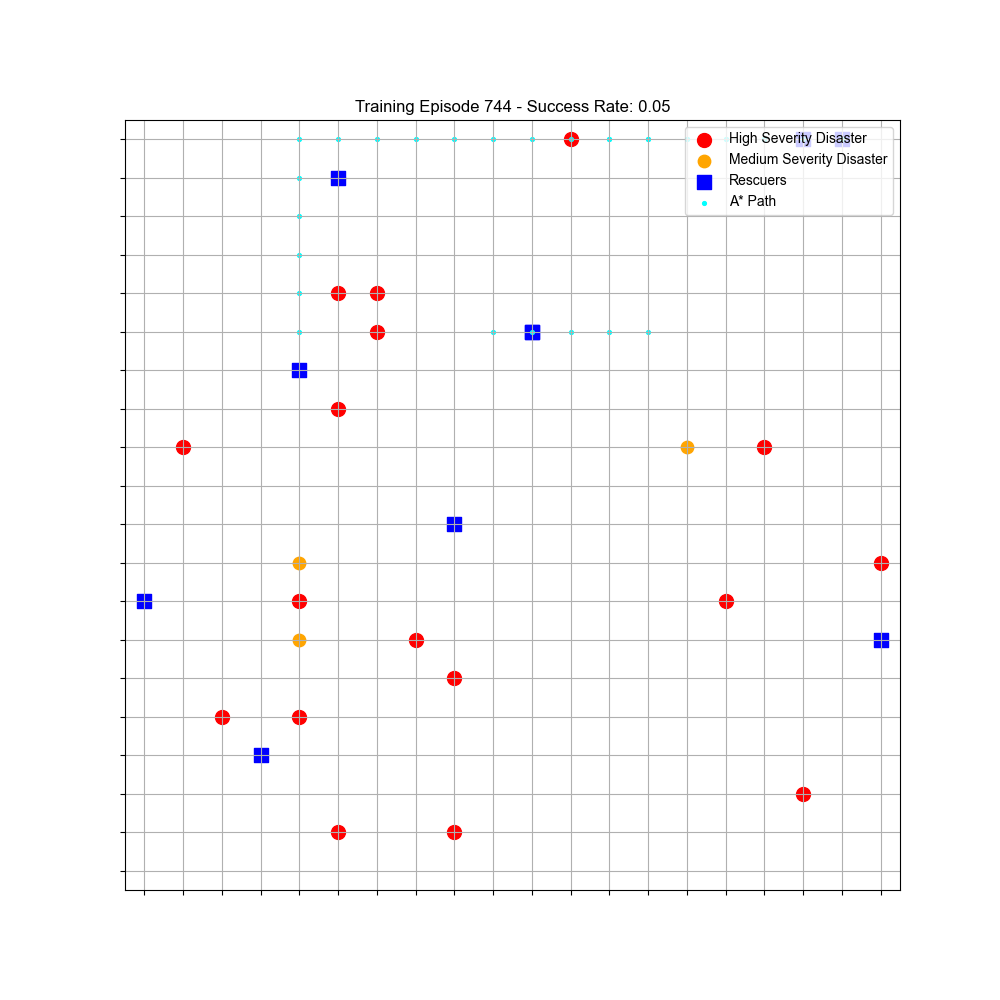 Training Episode 744 - Success Rate: 0.05
High Severity Disaster
Medium Severity Disaster
Rescuers
A* Path